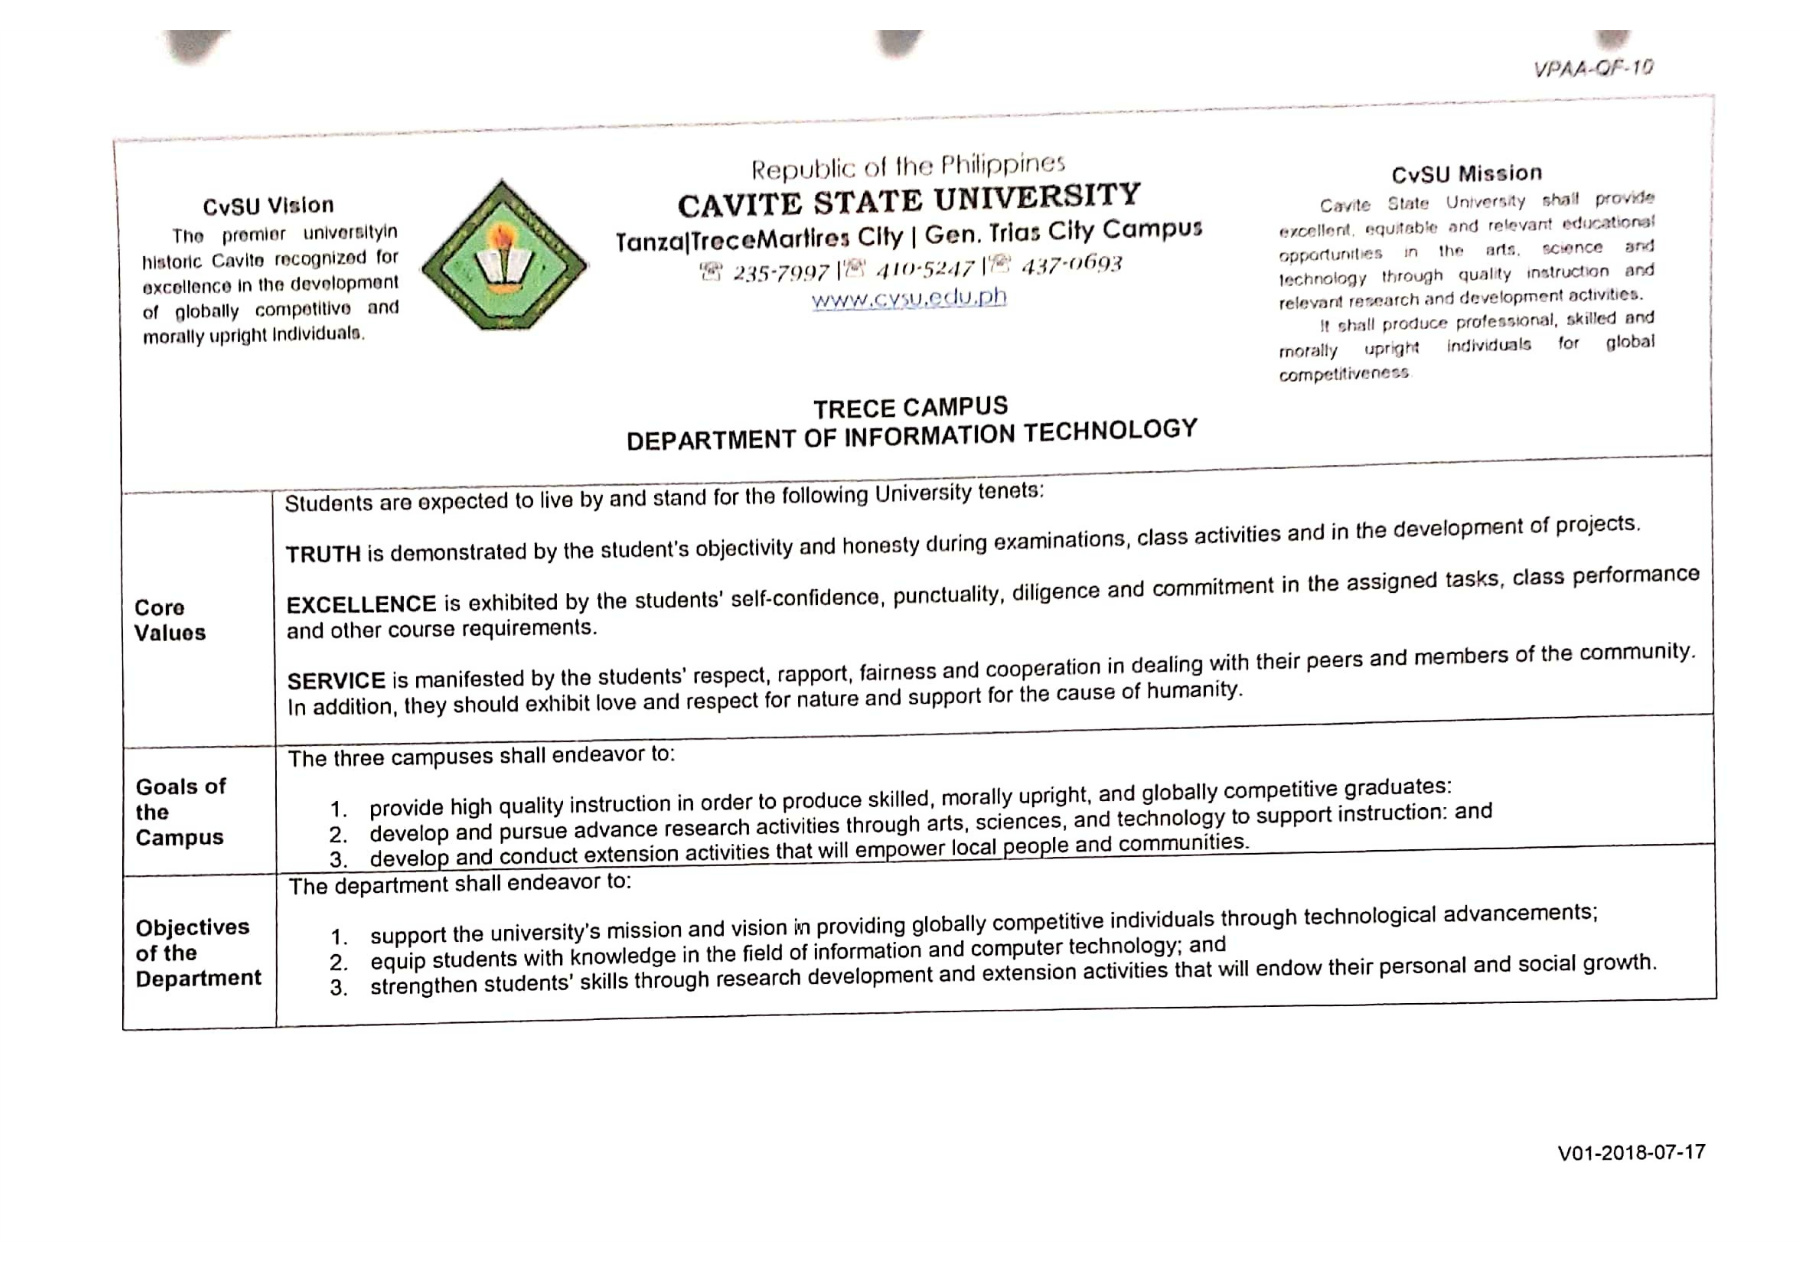 VPAA-QF-10
CvSU Vision
The premier universityin
historic Cavite recognized for
excellence in the development
of globally competitive and
morally upright individuals.
Republic of the Philippines
CAVITE STATE UNIVERSITY
Tanza|TreceMartires City | Gen. Trias City Campus
☏ 235-7997 |☏ 410-5247 |☏ 437-0693
www.cvsu.edu.ph
CvSU Mission
Cavite State University shall provide
excellent, equitable and relevant educational
opportunities in the arts, science and
technology through quality instruction and
relevant research and development activities.
It shall produce professional, skilled and
morally upright individuals for global
competitiveness
TRECE CAMPUS
DEPARTMENT OF INFORMATION TECHNOLOGY
Core
Values
Students are expected to live by and stand for the following University tenets:
TRUTH is demonstrated by the student's objectivity and honesty during examinations, class activities and in the development of projects.
EXCELLENCE is exhibited by the students' self-confidence, punctuality, diligence and commitment in the assigned tasks, class performance
and other course requirements.
SERVICE is manifested by the students' respect, rapport, fairness and cooperation in dealing with their peers and members of the community.
In addition, they should exhibit love and respect for nature and support for the cause of humanity.
Goals of
the
Campus
The three campuses shall endeavor to:
1. provide high quality instruction in order to produce skilled, morally upright, and globally competitive graduates:
2. develop and pursue advance research activities through arts, sciences, and technology to support instruction: and
3. develop and conduct extension activities that will empower local people and communities.
Objectives
of the
Department
The department shall endeavor to:
1. support the university's mission and vision in providing globally competitive individuals through technological advancements;
2. equip students with knowledge in the field of information and computer technology; and
3. strengthen students' skills through research development and extension activities that will endow their personal and social growth.
V01-2018-07-17